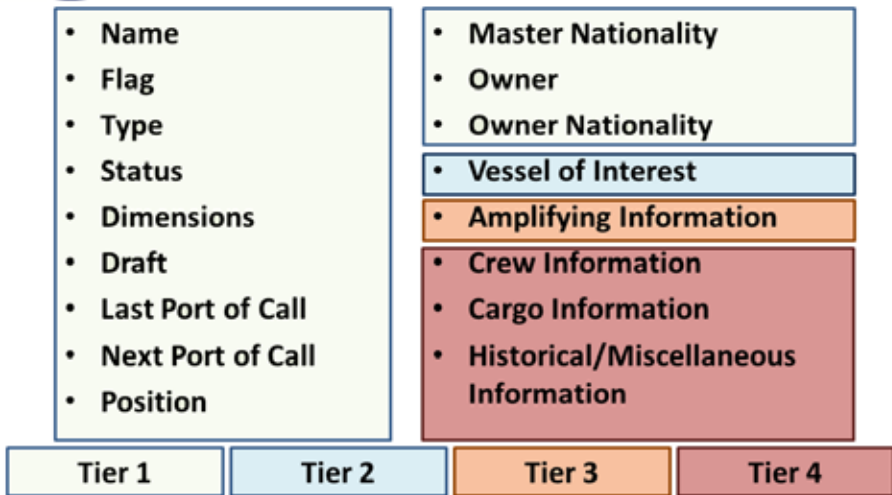 • Name
• Flag
• Type
• Status
• Dimensions
• Draft
• Last Port of Call
• Next Port of Call
• Position
• Master Nationality
• Owner
• Owner Nationality
• Vessel of Interest
• Amplifying Information
• Crew Information
• Cargo Information
• Historical/Miscellaneous
Information
Tier 1
Tier 2
Tier 3
Tier 4